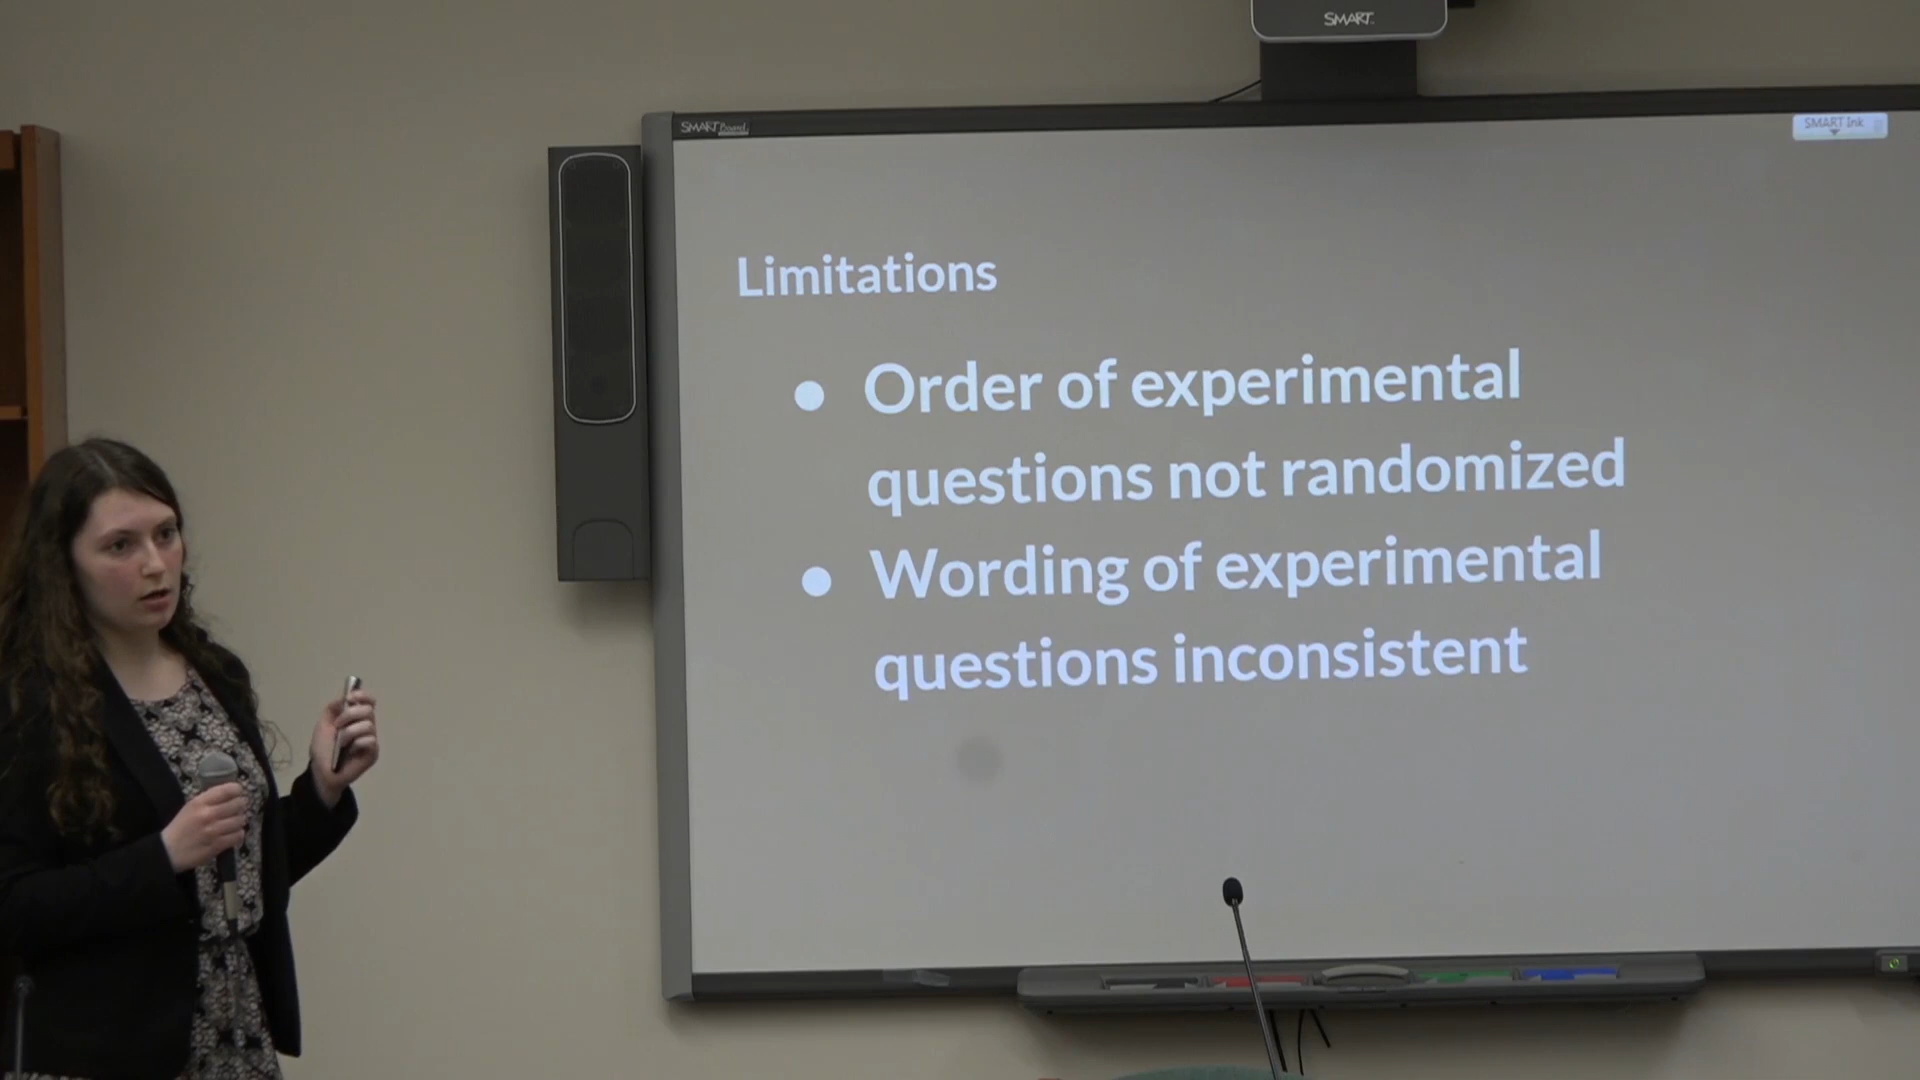 SMART
SMART Board
SMART Ink
Limitations
● Order of experimental
questions not randomized
● Wording of experimental
questions inconsistent